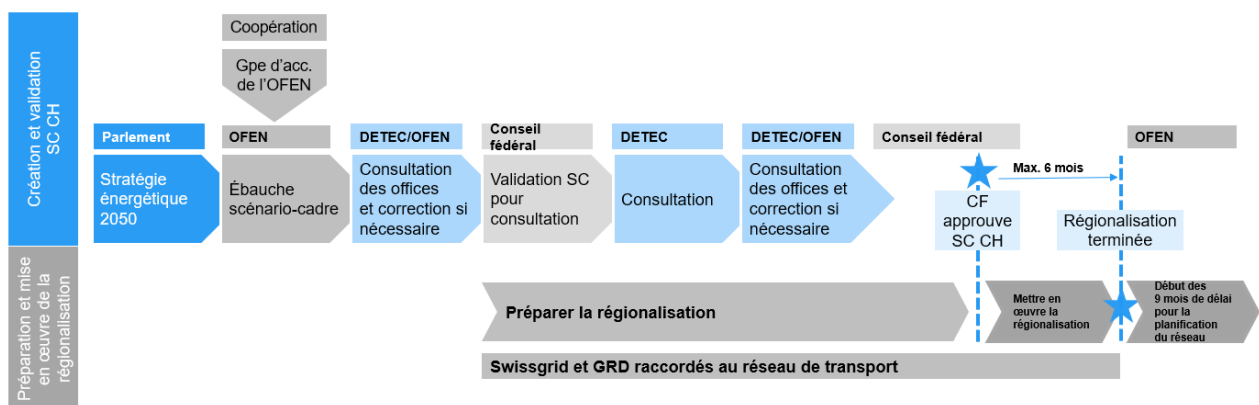 Création et validation
SC CH
Coopération
Gpe d'acc.
de l'OFEN
Parlement
Stratégie
énergétique
2050
OFEN
Ébauche
scénario-cadre
DETEC/OFEN
Consultation
des offices
et correction si
nécessaire
Conseil
fédéral
Validation SC
pour
consultation
DETEC
Consultation
DETEC/OFEN
Consultation
des offices et
correction si
nécessaire
Conseil fédéral
Max. 6 mois
CF
approuve
SC CH
Régionalisation
terminée
OFEN
Préparation et mise
en œuvre de la
régionalisation
Préparer la régionalisation
Mettre en
œuvre la
régionalisation
Début des
9 mois de délai
pour la
planification
du réseau
Swissgrid et GRD raccordés au réseau de transport